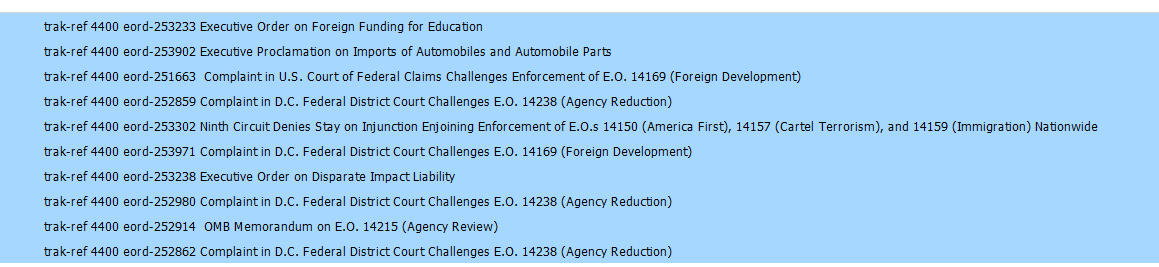 trak-ref 4400 eord-253233 Executive Order on Foreign Funding for Education
trak-ref 4400 eord-253902 Executive Proclamation on Imports of Automobiles and Automobile Parts
trak-ref 4400 eord-251663  Complaint in U.S. Court of Federal Claims Challenges Enforcement of E.O. 14169 (Foreign Development)
trak-ref 4400 eord-252859 Complaint in D.C. Federal District Court Challenges E.O. 14238 (Agency Reduction)
trak-ref 4400 eord-253302 Ninth Circuit Denies Stay on Injunction Enjoining Enforcement of E.O.s 14150 (America First), 14157 (Cartel Terrorism), and 14159 (Immigration) Nationwide
trak-ref 4400 eord-253971 Complaint in D.C. Federal District Court Challenges E.O. 14169 (Foreign Development)
trak-ref 4400 eord-253238 Executive Order on Disparate Impact Liability
trak-ref 4400 eord-252980 Complaint in D.C. Federal District Court Challenges E.O. 14238 (Agency Reduction)
trak-ref 4400 eord-252914  OMB Memorandum on E.O. 14215 (Agency Review)
trak-ref 4400 eord-252862 Complaint in D.C. Federal District Court Challenges E.O. 14238 (Agency Reduction)